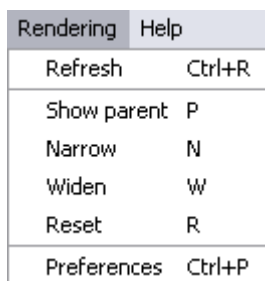 Rendering Help
Refresh Ctrl+R
Show parent P
Narrow N
Widen W
Reset R
Preferences Ctrl+P